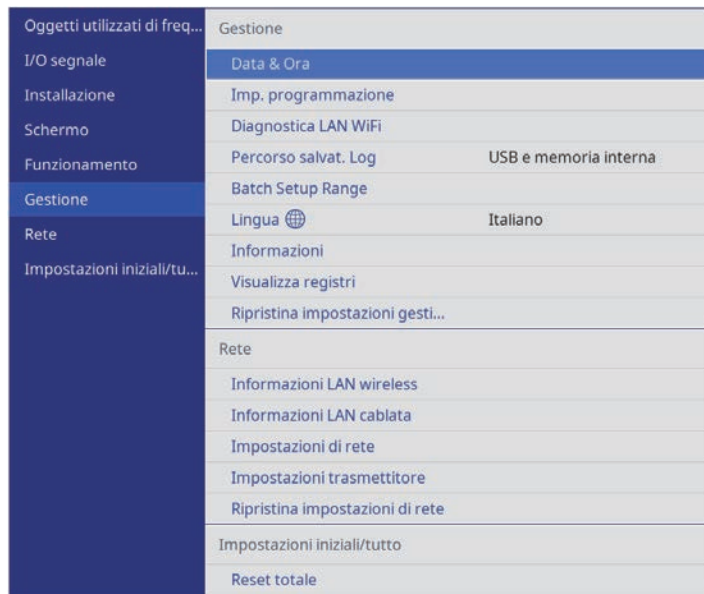 Oggetti utilizzati di freq...
I/O segnale
Installazione
Schermo
Funzionamento
Gestione
Rete
Impostazioni iniziali/tu...
Gestione
Data & Ora
Imp. programmazione
Diagnostica LAN WiFi
Percorso salvat. Log USB e memoria interna
Batch Setup Range
Lingua Italiano
Informazioni
Visualizza registri
Ripristina impostazioni gesti...
Rete
Informazioni LAN wireless
Informazioni LAN cablata
Impostazioni di rete
Impostazioni trasmettitore
Ripristina impostazioni di rete
Impostazioni iniziali/tutto
Reset totale